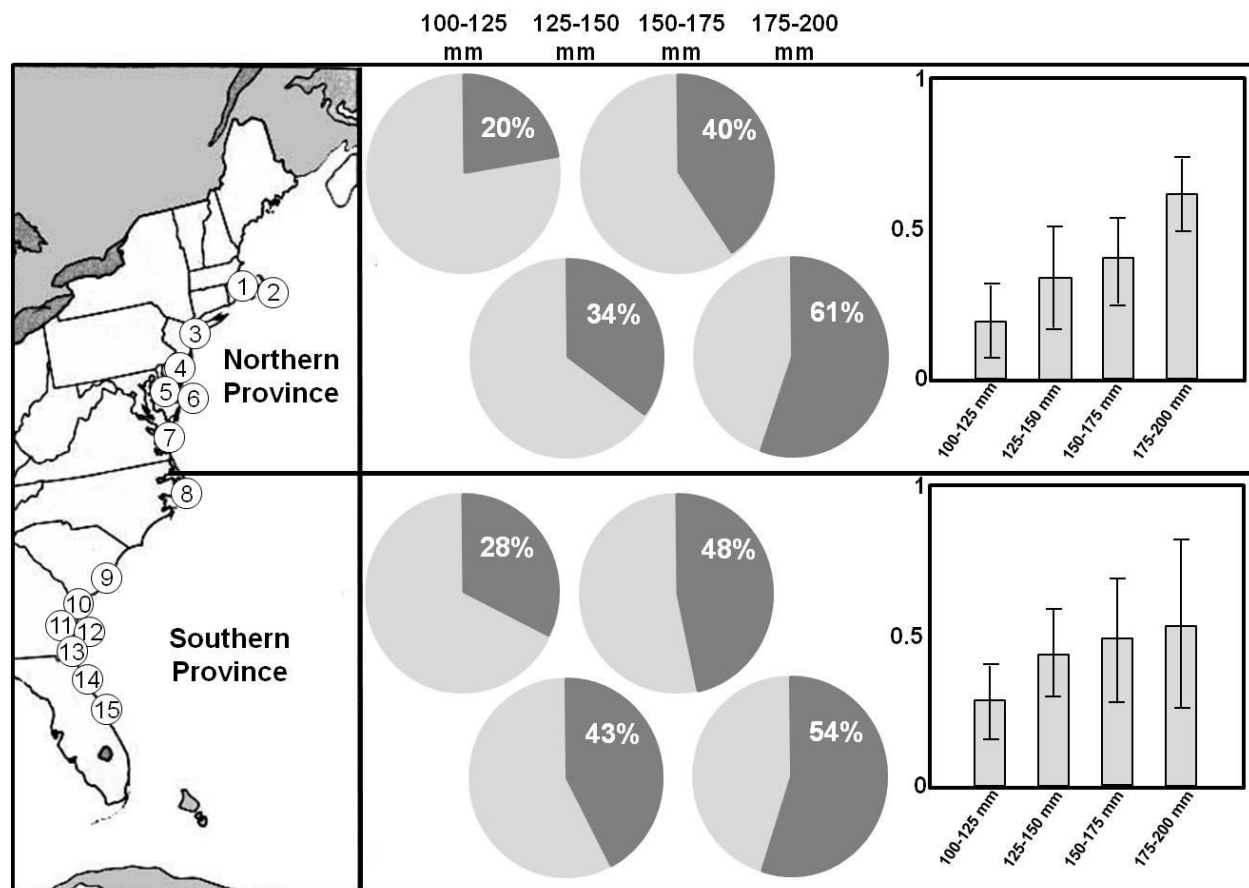 100-125 125-150 150-175 175-200
mm mm mm mm
1
2
3
4
5
6
7
Northern
Province
20%
40%
34%
61%
1
0.5
0
100-125 mm
125-150 mm
150-175 mm
175-200 mm
8
9
10
11
12
13
14
15
Southern
Province
28%
48%
43%
54%
1
0.5
0
100-125 mm
125-150 mm
150-175 mm
175-200 mm